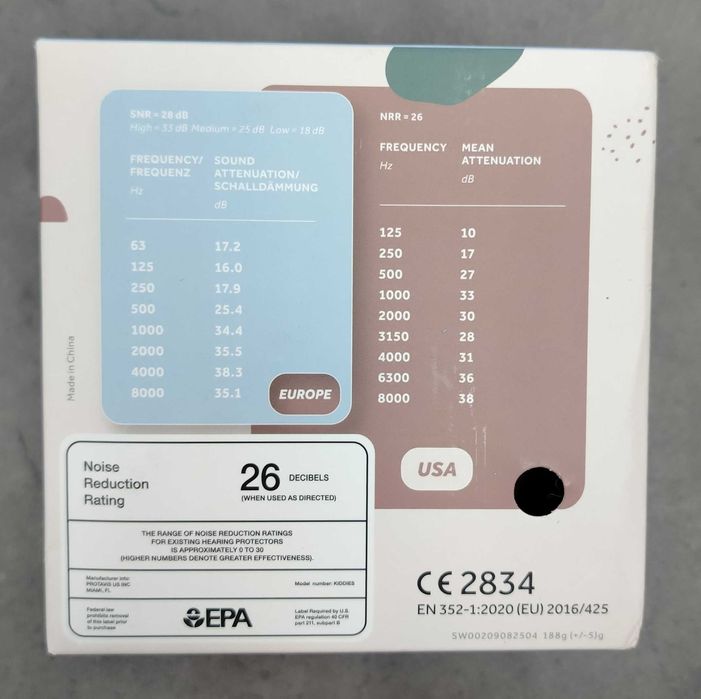 SNR = 28 dB
High = 33 dB Medium = 25 dB Low = 18 dB
FREQUENCY/ SOUND
FREQUENZ ATTENUATION/
SCHALLDÄMMUNG
Hz dB
63 17.2
125 16.0
250 17.9
500 25.4
1000 34.4
2000 35.5
4000 38.3
8000 35.1
EUROPE
NRR = 26
FREQUENCY MEAN
ATTENUATION
Hz dB
125 10
250 17
500 27
1000 33
2000 30
3150 28
4000 31
6300 36
8000 38
USA
Made in China
Noise
Reduction
Rating
26 DECIBELS
(WHEN USED AS DIRECTED)
THE RANGE OF NOISE REDUCTION RATINGS
FOR EXISTING HEARING PROTECTORS
IS APPROXIMATELY 0 TO 30
(HIGHER NUMBERS DENOTE GREATER EFFECTIVENESS).
Manufacturer info:
PROTAVIS US INC
MIAMI, FL
Model number: KIDDIES
Federal law
prohibits removal
of this label prior
to purchase
EPA
Label Required by U.S.
EPA regulation 40 CFR
part 211, subpart B
CE 2834
EN 352-1:2020 (EU) 2016/425
SW00209082504 188g (+/-5)g